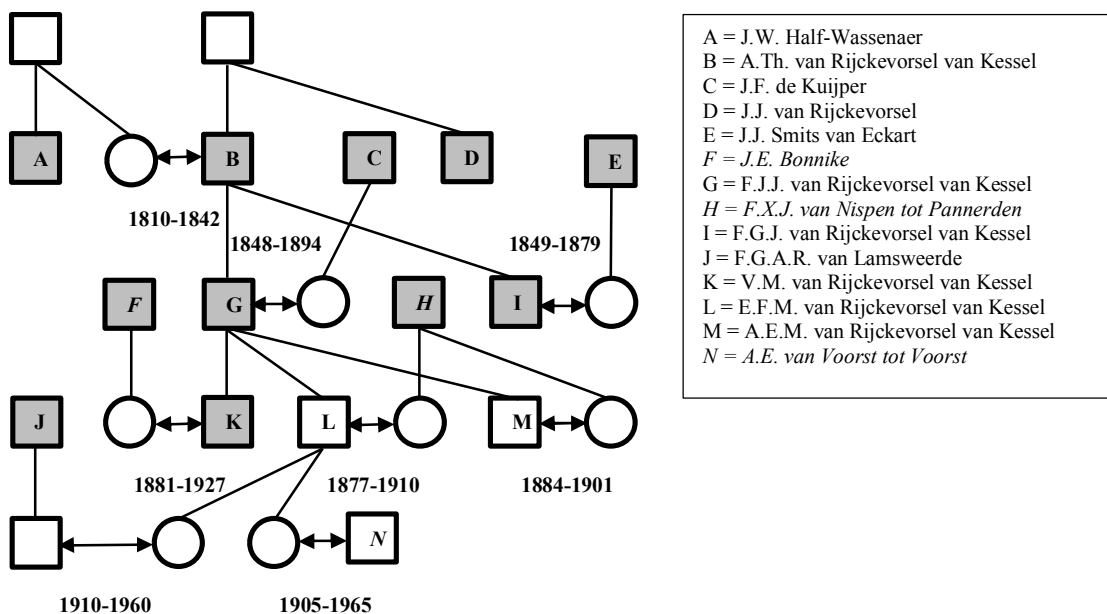 A
B
C
D
E
1810-1842
1848-1894
1849-1879
F
G
H
I
J
K
L
M
1881-1927
1877-1910
1884-1901
N
1910-1960
1905-1965
A = J.W. Half-Wassenaer
B = A.Th. van Rijckevorsel van Kessel
C = J.F. de Kuijper
D = J.J. van Rijckevorsel
E = J.J. Smits van Eckart
F = J.E. Bonnike
G = F.J.J. van Rijckevorsel van Kessel
H = F.X.J. van Nispen tot Pannerden
I = F.G.J. van Rijckevorsel van Kessel
J = F.G.A.R. van Lamsweerde
K = V.M. van Rijckevorsel van Kessel
L = E.F.M. van Rijckevorsel van Kessel
M = A.E.M. van Rijckevorsel van Kessel
N = A.E. van Voorst tot Voorst